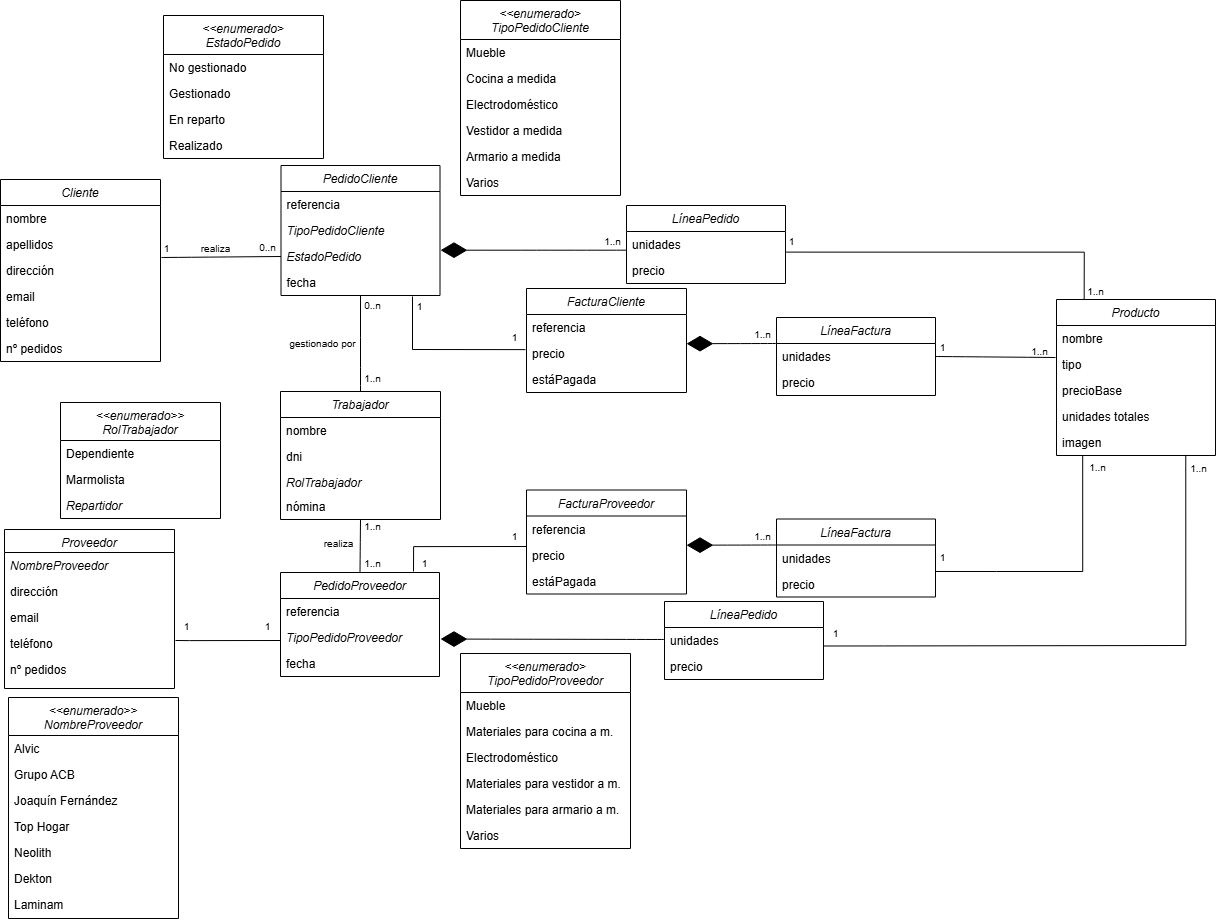 <<enumerado>
EstadoPedido
No gestionado
Gestionado
En reparto
Realizado
<<enumerado>
TipoPedidoCliente
Mueble
Cocina a medida
Electrodoméstico
Vestidor a medida
Armario a medida
Varios
Cliente
nombre
apellidos
dirección
email
teléfono
nº pedidos
1
realiza
0..n
PedidoCliente
referencia
TipoPedidoCliente
EstadoPedido
fecha
1..n
LíneaPedido
unidades
precio
1
1..n
0..n
1
1
gestionado por
1..n
FacturaCliente
referencia
precio
estáPagada
1..n
LíneaFactura
unidades
precio
1
1..n
Producto
nombre
tipo
precioBase
unidades totales
imagen
1..n
1..n
<<enumerado>>
RolTrabajador
Dependiente
Marmolista
Repartidor
Trabajador
nombre
dni
RolTrabajador
nómina
1..n
realiza
1..n
1
1
FacturaProveedor
referencia
precio
estáPagada
1..n
LíneaFactura
unidades
precio
1
Proveedor
NombreProveedor
dirección
email
teléfono
nº pedidos
1
1
PedidoProveedor
referencia
TipoPedidoProveedor
fecha
LíneaPedido
unidades
precio
1
<<enumerado>
TipoPedidoProveedor
Mueble
Materiales para cocina a m.
Electrodoméstico
Materiales para vestidor a m.
Materiales para armario a m.
Varios
<<enumerado>>
NombreProveedor
Alvic
Grupo ACB
Joaquín Fernández
Top Hogar
Neolith
Dekton
Laminam